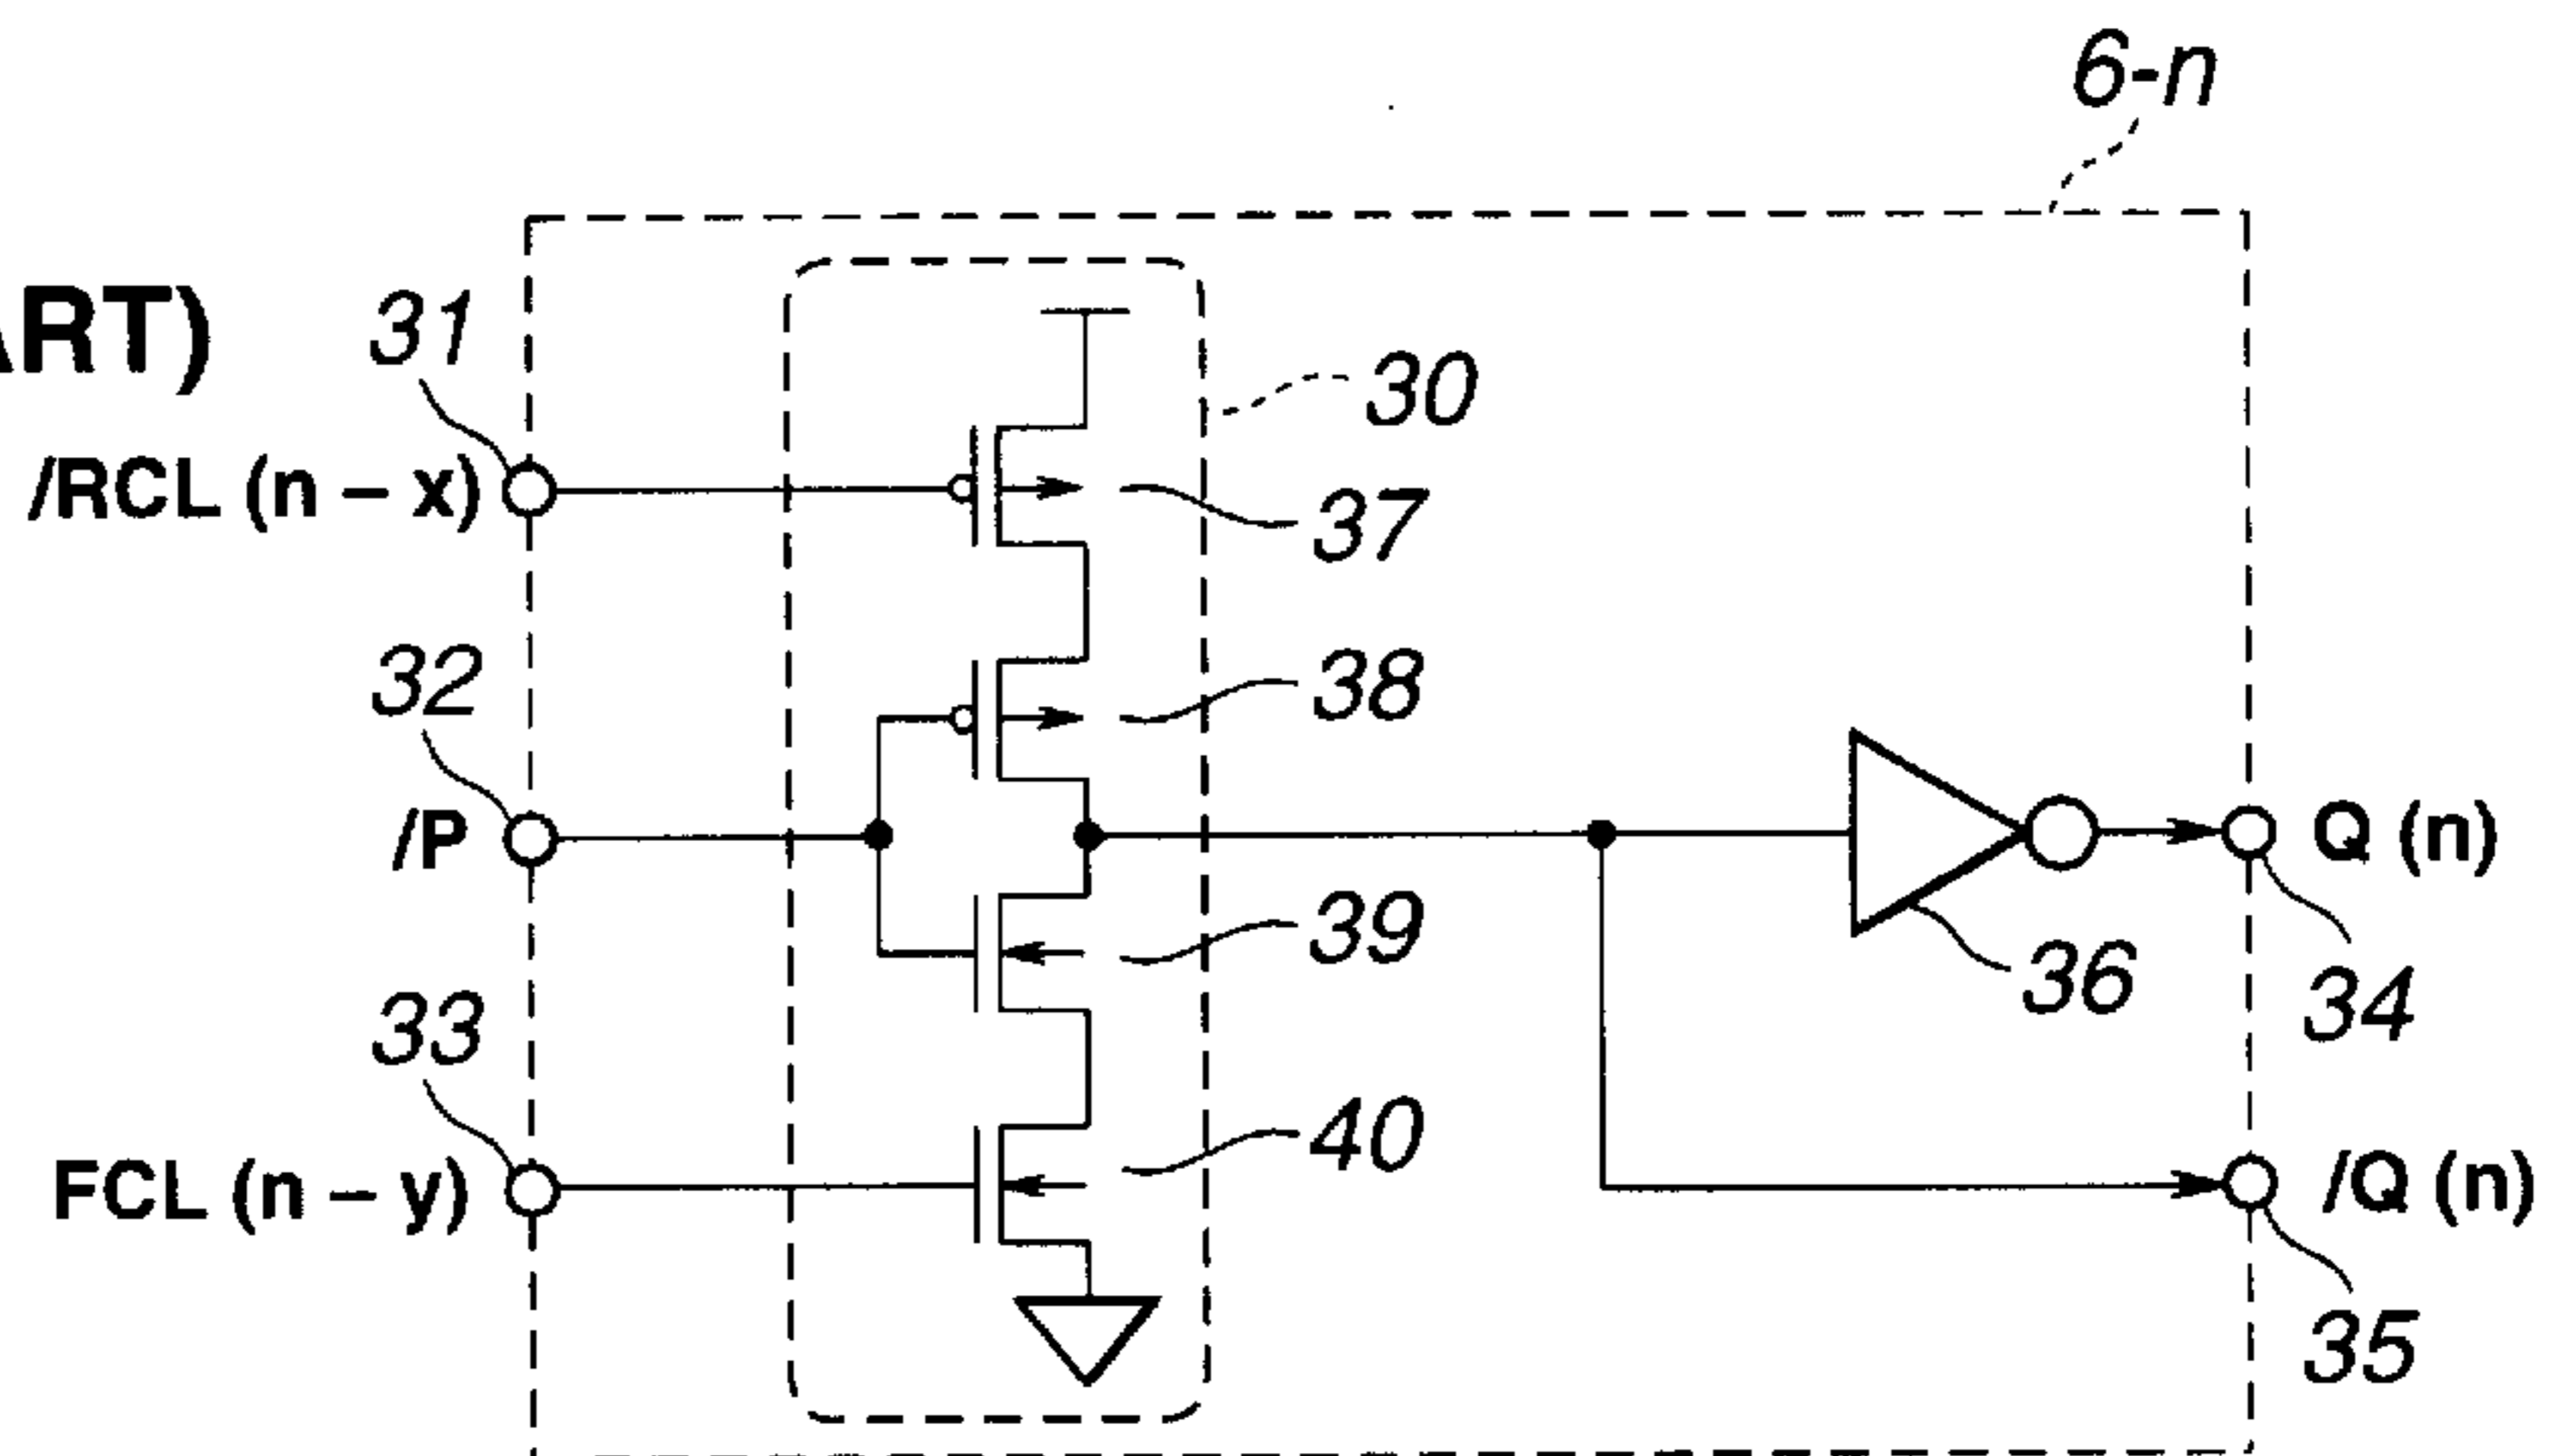 6-n
ART)
31
/RCL (n – x)
30
37
32
38
/P
Q (n)
39
36
34
33
40
FCL (n – y)
/Q (n)
35